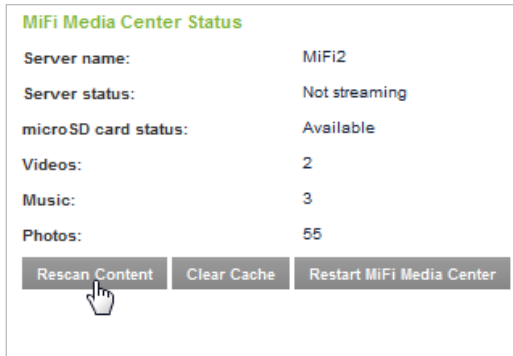 MiFi Media Center Status
Server name: MiFi2
Server status: Not streaming
microSD card status: Available
Videos: 2
Music: 3
Photos: 55
Rescan Content Clear Cache Restart MiFi Media Center